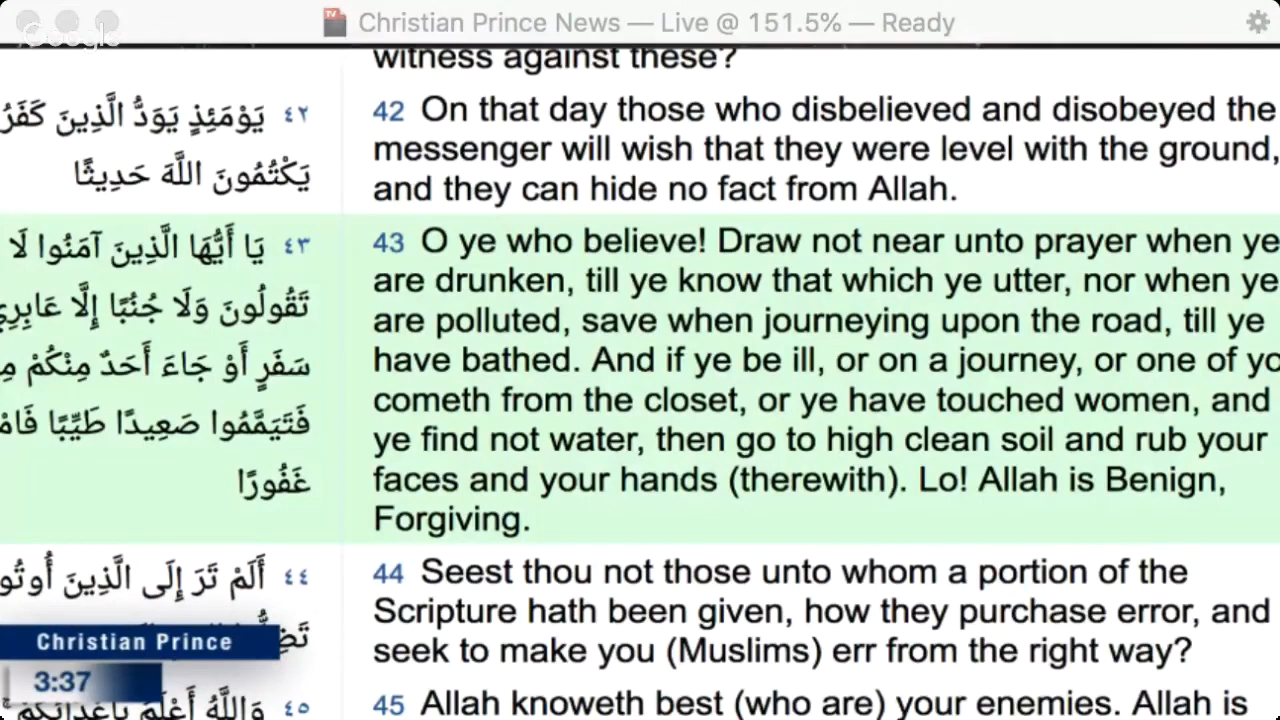 Google
Christian Prince News — Live @ 151.5% — Ready
witness against these?
٤٢ يَوْمَئِذٍ يَوَدُّ الَّذِينَ كَفَرُ
يَكْتُمُونَ اللَّهَ حَدِيثًا
42 On that day those who disbelieved and disobeyed the
messenger will wish that they were level with the ground,
and they can hide no fact from Allah.
٤٣ يَا أَيُّهَا الَّذِينَ آمَنُوا لَا
تَقُولُونَ وَلَا جُنُبًا إِلَّا عَابِرِي
سَفَرٍ أَوْ جَاءَ أَحَدٌ مِنْكُمْ مِ
فَتَيَمَّمُوا صَعِيدًا طَيِّبًا فَامْ
غَفُورًا
43 O ye who believe! Draw not near unto prayer when ye
are drunken, till ye know that which ye utter, nor when ye
are polluted, save when journeying upon the road, till ye
have bathed. And if ye be ill, or on a journey, or one of yo
cometh from the closet, or ye have touched women, and
ye find not water, then go to high clean soil and rub your
faces and your hands (therewith). Lo! Allah is Benign,
Forgiving.
٤٤ أَلَمْ تَرَ إِلَى الَّذِينَ أُوتُو
44 Seest thou not those unto whom a portion of the
Scripture hath been given, how they purchase error, and
seek to make you (Muslims) err from the right way?
٤٥ وَاللَّهُ أَعْلَمُ بِأَعْدَائِكُمْ
45 Allah knoweth best (who are) your enemies. Allah is
Christian Prince
3:37